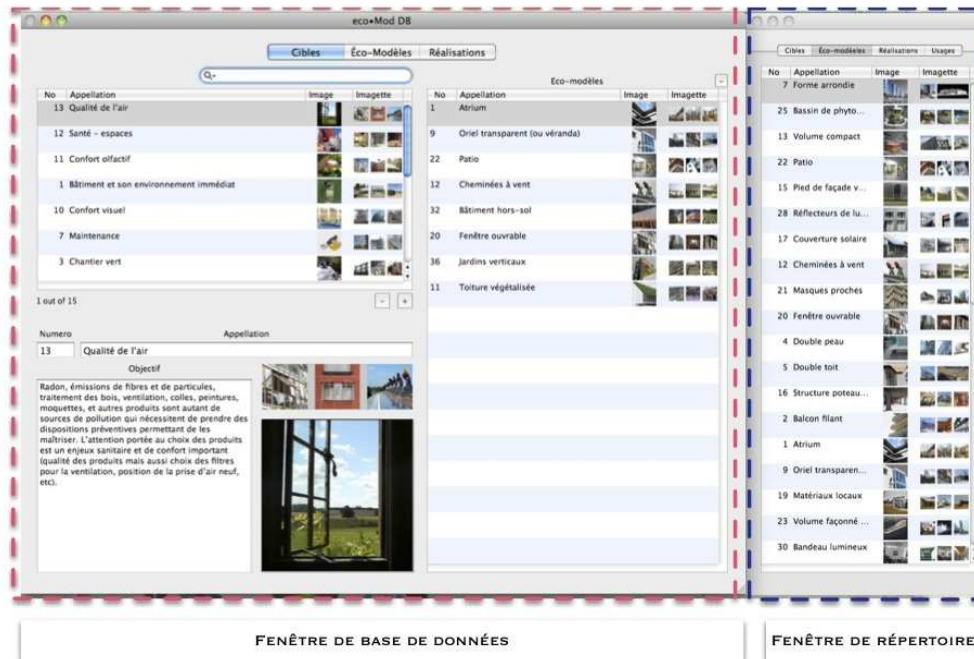 eco•Mod DB
Cibles Éco-Modèles Réalisations
Eco-modèles
No Appellation Image Imagette
13 Qualité de l'air
12 Santé - espaces
11 Confort olfactif
1 Bâtiment et son environnement immédiat
10 Confort visuel
7 Maintenance
3 Chantier vert
1 out of 15
- +
Numero Appellation
13 Qualité de l'air
Objectif
Radon, émissions de fibres et de particules,
traitement des bois, ventilation, colles, peintures,
moquettes, et autres produits sont autant de
sources de pollution qui nécessitent de prendre des
dispositions préventives permettant de les
maîtriser. L'attention portée au choix des produits
est un enjeux sanitaire et de confort important
(qualité des produits mais aussi choix des filtres
pour la ventilation, position de la prise d'air neuf,
etc).
No Appellation Image Imagette
1 Atrium
9 Oriel transparent (ou véranda)
22 Patio
12 Cheminées à vent
32 Bâtiment hors-sol
20 Fenêtre ouvrable
36 Jardins verticaux
11 Toiture végétalisée
Cibles Éco-modèles Réalisations Usages
No Appellation Image Imagette
7 Forme arrondie
25 Bassin de phyto...
13 Volume compact
22 Patio
15 Pied de façade v...
28 Réflecteurs de lu...
17 Couverture solaire
12 Cheminées à vent
21 Masques proches
20 Fenêtre ouvrable
4 Double peau
5 Double toit
16 Structure poteau...
2 Balcon filant
1 Atrium
9 Oriel transparen...
19 Matériaux locaux
23 Volume façonné ...
30 Bandeau lumineux
FENÊTRE DE BASE DE DONNÉES
FENÊTRE DE RÉPERTOIRE